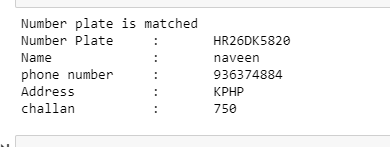 Number plate is matched
Number Plate : HR26DK5820
Name : naveen
phone number : 936374884
Address : KPHP
challan : 750